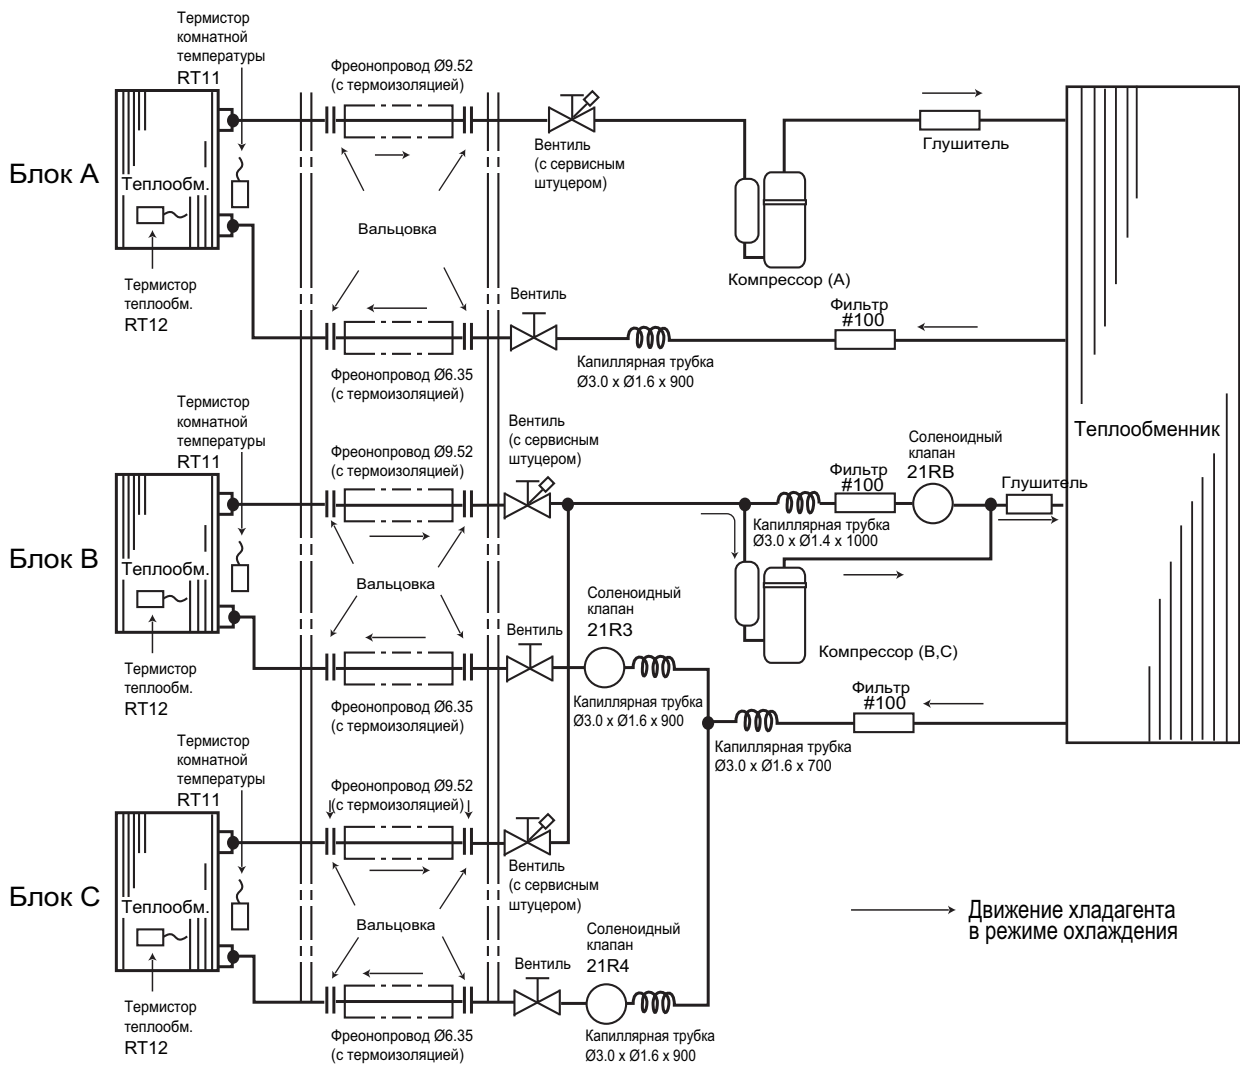 Термистор
комнатной
температуры
RT11
Фреонопровод Ø9.52
(с термоизоляцией)
Вентиль
(с сервисным
штуцером)
Глушитель
Блок A
Теплообм.
Вальцовка
Компрессор (A)
Термистор
теплообм.
RT12
Вентиль
Фильтр
#100
Капиллярная трубка
Ø3.0 x Ø1.6 x 900
Фреонопровод Ø6.35
(с термоизоляцией)
Теплообменник
Термистор
комнатной
температуры
RT11
Фреонопровод Ø9.52
(с термоизоляцией)
Вентиль
(с сервисным
штуцером)
Фильтр
#100
Соленоидный
клапан
21RB
Глушитель
Капиллярная трубка
Ø3.0 x Ø1.4 x 1000
Блок B
Теплообм.
Вальцовка
Соленоидный
клапан
21R3
Вентиль
Компрессор (B,C)
Термистор
теплообм.
RT12
Фреонопровод Ø6.35
(с термоизоляцией)
Капиллярная трубка
Ø3.0 x Ø1.6 x 900
Фильтр
#100
Капиллярная трубка
Ø3.0 x Ø1.6 x 700
Термистор
комнатной
температуры
RT11
Фреонопровод Ø9.52
(с термоизоляцией)
Вентиль
(с сервисным
штуцером)
Блок C
Теплообм.
Вальцовка
Соленоидный
клапан
21R4
Вентиль
Термистор
теплообм.
RT12
Фреонопровод Ø6.35
(с термоизоляцией)
Капиллярная трубка
Ø3.0 x Ø1.6 x 900
Движение хладагента
в режиме охлаждения